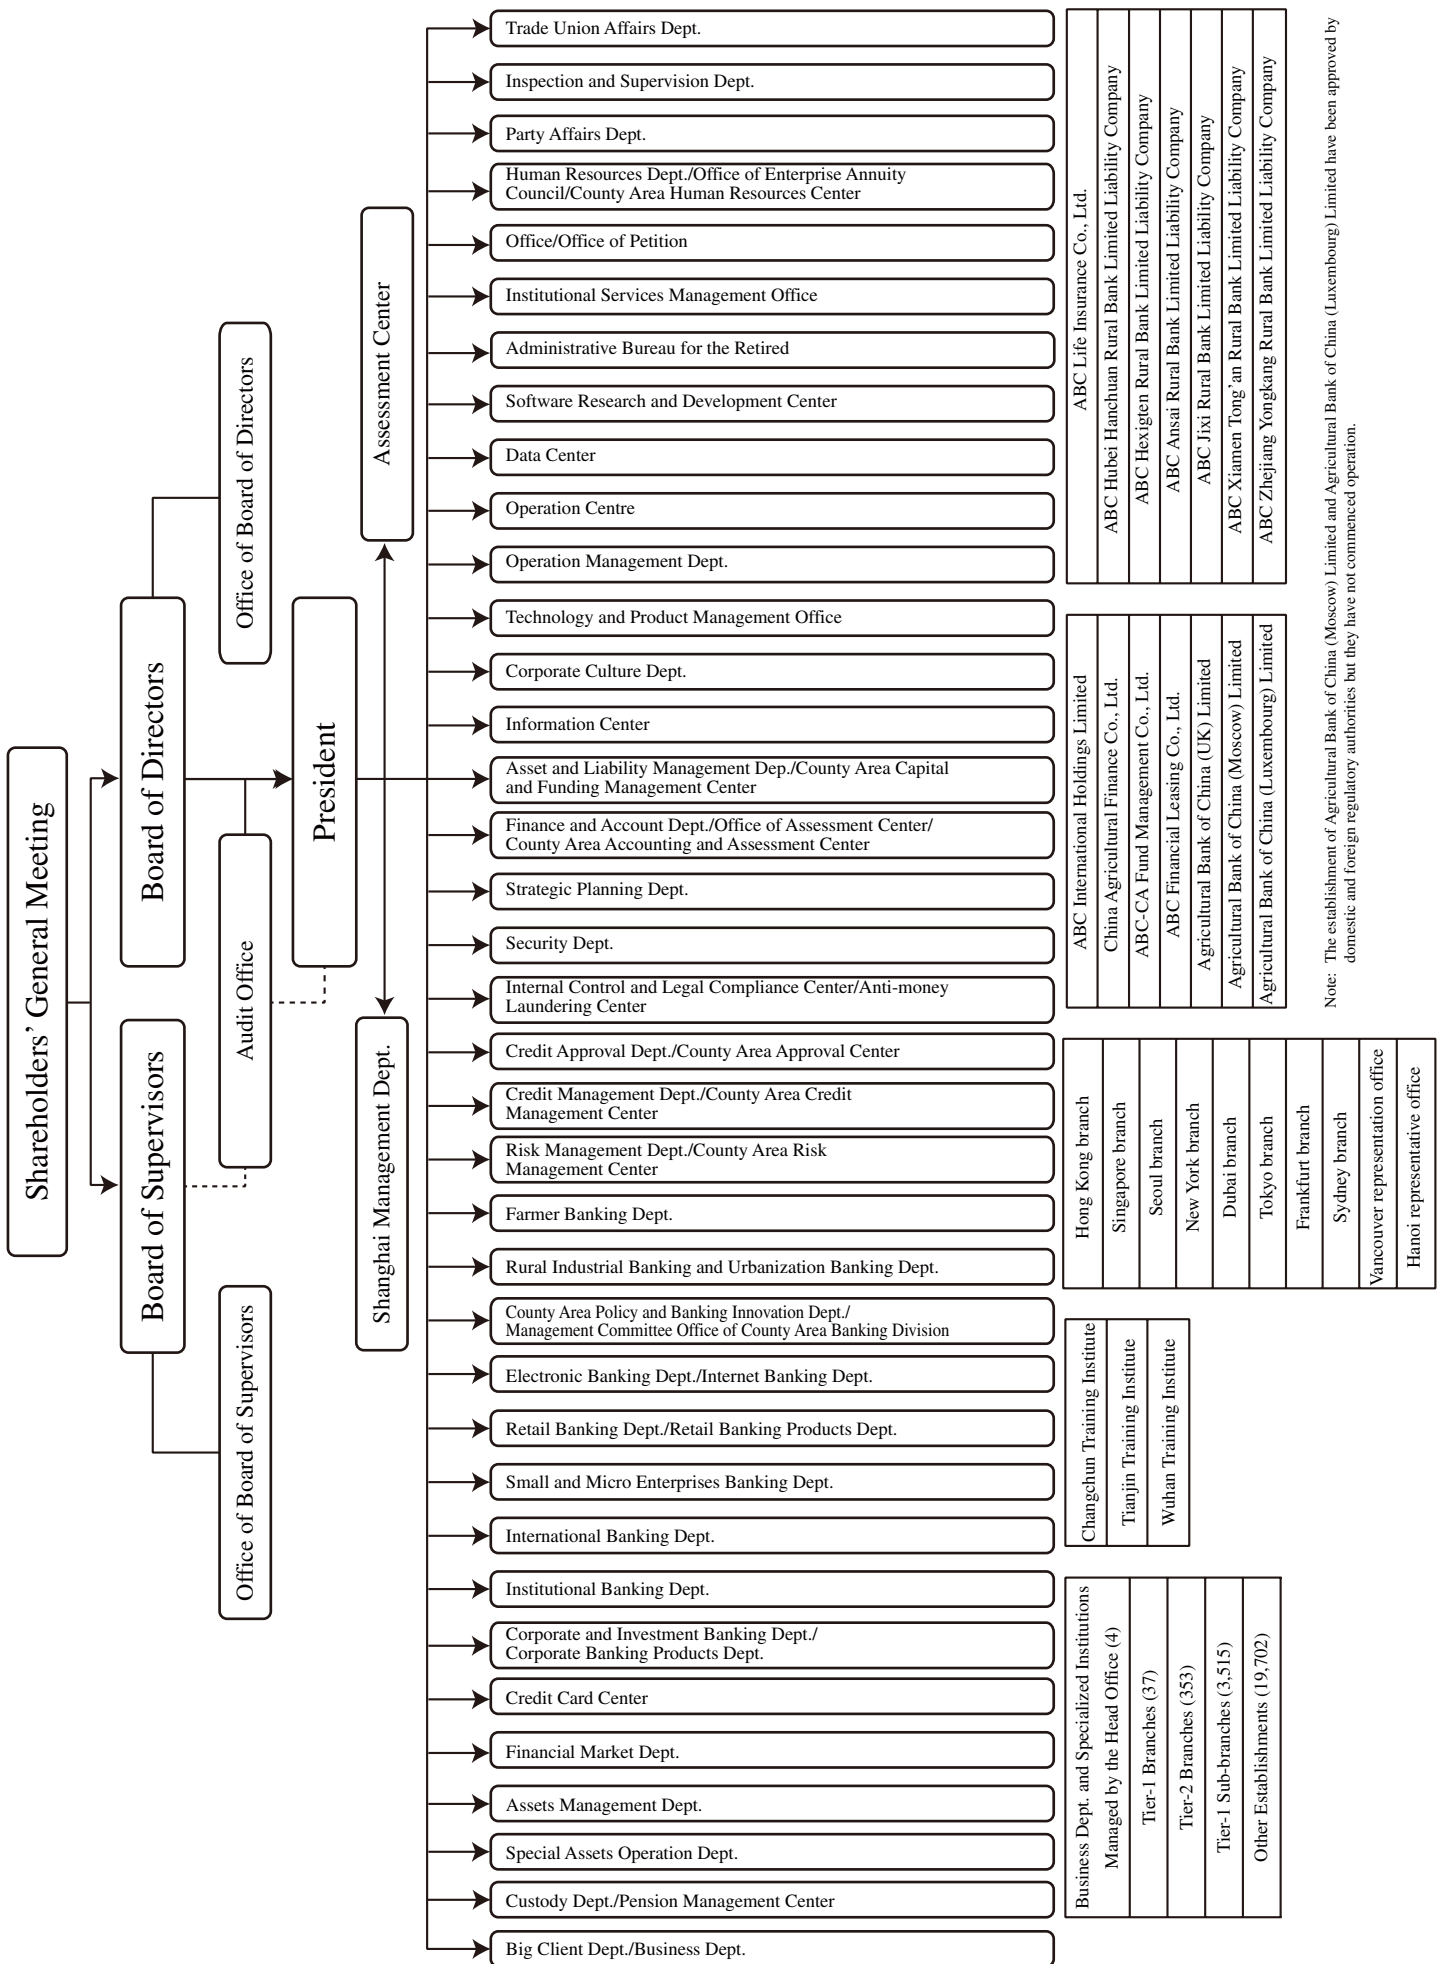 Shareholders’ General Meeting
Board of Directors
Board of Supervisors
Office of Board of Directors
Audit Office
Office of Board of Supervisors
President
Assessment Center
Shanghai Management Dept.
Trade Union Affairs Dept.
Inspection and Supervision Dept.
Party Affairs Dept.
Human Resources Dept./Office of Enterprise Annuity
Council/County Area Human Resources Center
Office/Office of Petition
Institutional Services Management Office
Administrative Bureau for the Retired
Software Research and Development Center
Data Center
Operation Centre
Operation Management Dept.
Technology and Product Management Office
Corporate Culture Dept.
Information Center
Asset and Liability Management Dep./County Area Capital
and Funding Management Center
Finance and Account Dept./Office of Assessment Center/
County Area Accounting and Assessment Center
Strategic Planning Dept.
Security Dept.
Internal Control and Legal Compliance Center/Anti-money
Laundering Center
Credit Approval Dept./County Area Approval Center
Credit Management Dept./County Area Credit
Management Center
Risk Management Dept./County Area Risk
Management Center
Farmer Banking Dept.
Rural Industrial Banking and Urbanization Banking Dept.
County Area Policy and Banking Innovation Dept./
Management Committee Office of County Area Banking Division
Electronic Banking Dept./Internet Banking Dept.
Retail Banking Dept./Retail Banking Products Dept.
Small and Micro Enterprises Banking Dept.
International Banking Dept.
Institutional Banking Dept.
Corporate and Investment Banking Dept./
Corporate Banking Products Dept.
Credit Card Center
Financial Market Dept.
Assets Management Dept.
Special Assets Operation Dept.
Custody Dept./Pension Management Center
Big Client Dept./Business Dept.
ABC Life Insurance Co., Ltd.
ABC Hubei Hanchuan Rural Bank Limited Liability Company
ABC Hexigten Rural Bank Limited Liability Company
ABC Ansai Rural Bank Limited Liability Company
ABC Jixi Rural Bank Limited Liability Company
ABC Xiamen Tong’an Rural Bank Limited Liability Company
ABC Zhejiang Yongkang Rural Bank Limited Liability Company
ABC International Holdings Limited
China Agricultural Finance Co., Ltd.
ABC-CA Fund Management Co., Ltd.
ABC Financial Leasing Co., Ltd.
Agricultural Bank of China (UK) Limited
Agricultural Bank of China (Moscow) Limited
Agricultural Bank of China (Luxembourg) Limited
Hong Kong branch
Singapore branch
Seoul branch
New York branch
Dubai branch
Tokyo branch
Frankfurt branch
Sydney branch
Vancouver representation office
Hanoi representative office
Changchun Training Institute
Tianjin Training Institute
Wuhan Training Institute
Business Dept. and Specialized Institutions
Managed by the Head Office (4)
Tier-1 Branches (37)
Tier-2 Branches (353)
Tier-1 Sub-branches (3,515)
Other Establishments (19,702)
Note: The establishment of Agricultural Bank of China (Moscow) Limited and Agricultural Bank of China (Luxembourg) Limited have been approved by
domestic and foreign regulatory authorities but they have not commenced operation.